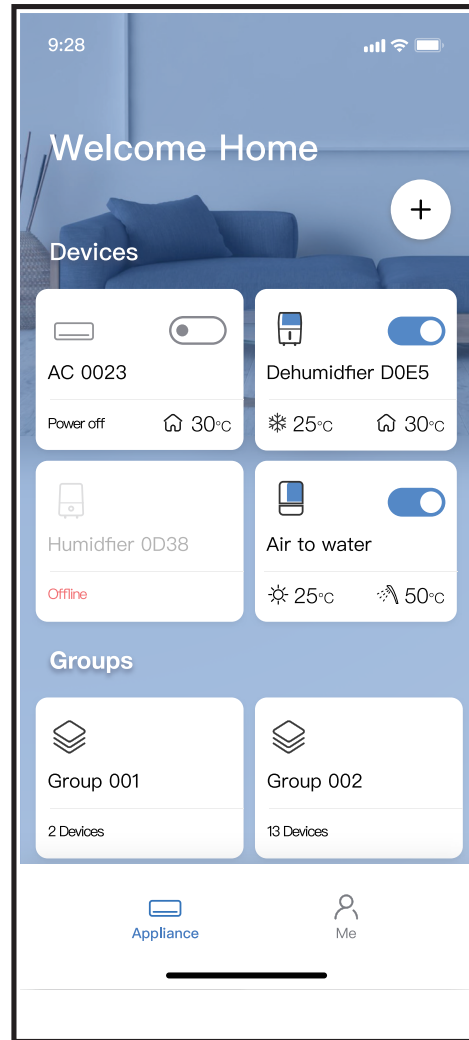 9:28
Welcome Home
+
Devices
AC 0023
Power off
30°C
Dehumidfier D0E5
25°C
30°C
Humidfier 0D38
Offline
Air to water
25°C
50°C
Groups
Group 001
2 Devices
Group 002
13 Devices
Appliance
Me